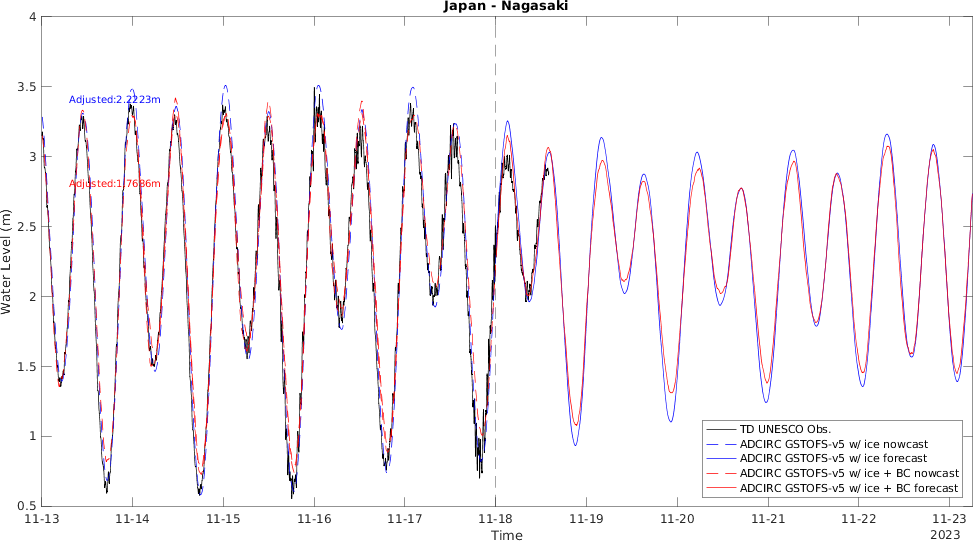 Japan - Nagasaki
4
3.5
3
2.5
2
1.5
1
0.5
Water Level (m)
Adjusted:2.2223m
Adjusted:1.7686m
TD UNESCO Obs.
ADCIRC GSTOFS-v5 w/ ice nowcast
ADCIRC GSTOFS-v5 w/ ice forecast
ADCIRC GSTOFS-v5 w/ ice + BC nowcast
ADCIRC GSTOFS-v5 w/ ice + BC forecast
11-13 11-14 11-15 11-16 11-17 11-18 11-19 11-20 11-21 11-22 11-23
2023
Time